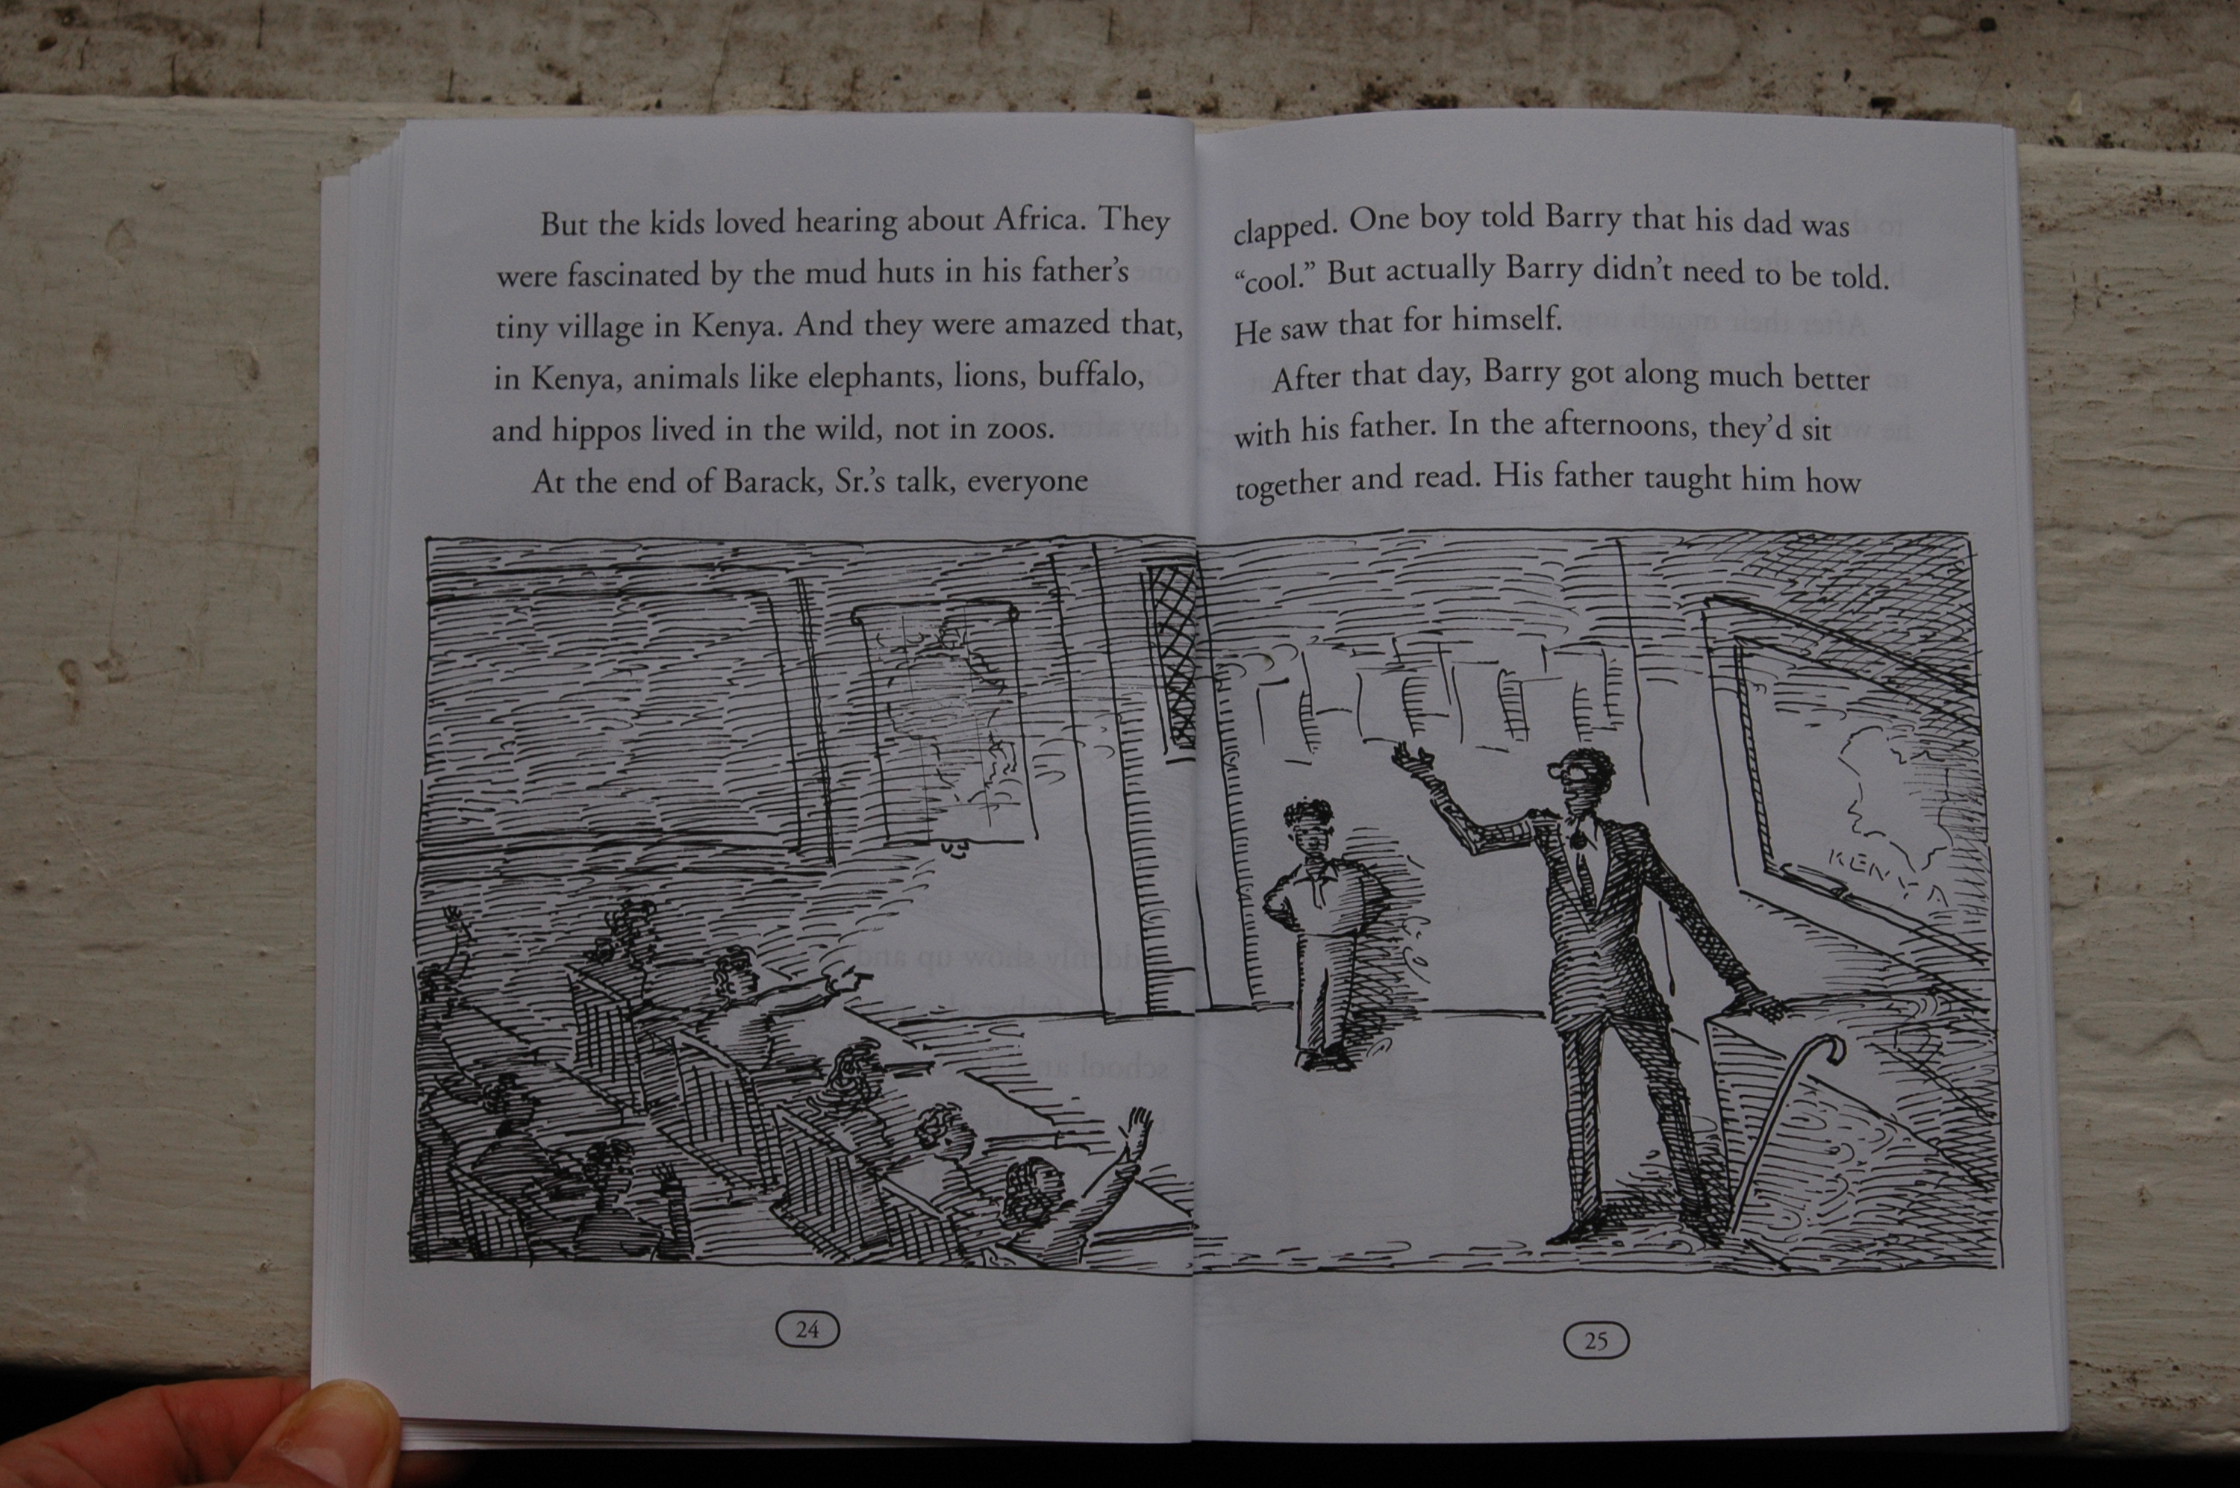 But the kids loved hearing about Africa. They
were fascinated by the mud huts in his father’s
tiny village in Kenya. And they were amazed that,
in Kenya, animals like elephants, lions, buffalo,
and hippos lived in the wild, not in zoos.
At the end of Barack, Sr.’s talk, everyone
24
clapped. One boy told Barry that his dad was
“cool.” But actually Barry didn’t need to be told.
He saw that for himself.
After that day, Barry got along much better
with his father. In the afternoons, they’d sit
together and read. His father taught him how
KENYA
25